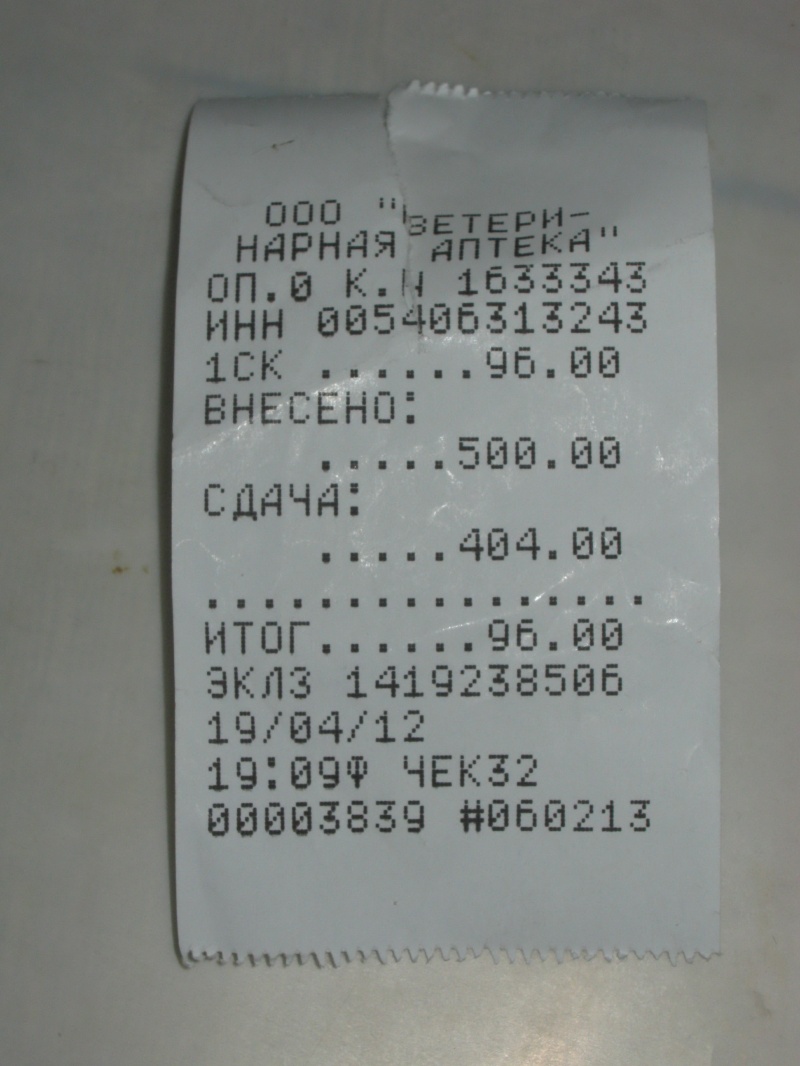 ООО "ВЕТЕРИ-
НАРНАЯ АПТЕКА"
ОП.0 К.Н 1633343
ИНН 005406313243
1СК ......96.00
ВНЕСЕНО:
.....500.00
СДАЧА:
.....404.00
................
ИТОГ......96.00
ЭКЛЗ 1419238506
19/04/12
19:09Ф ЧЕК32
00003839 #060213